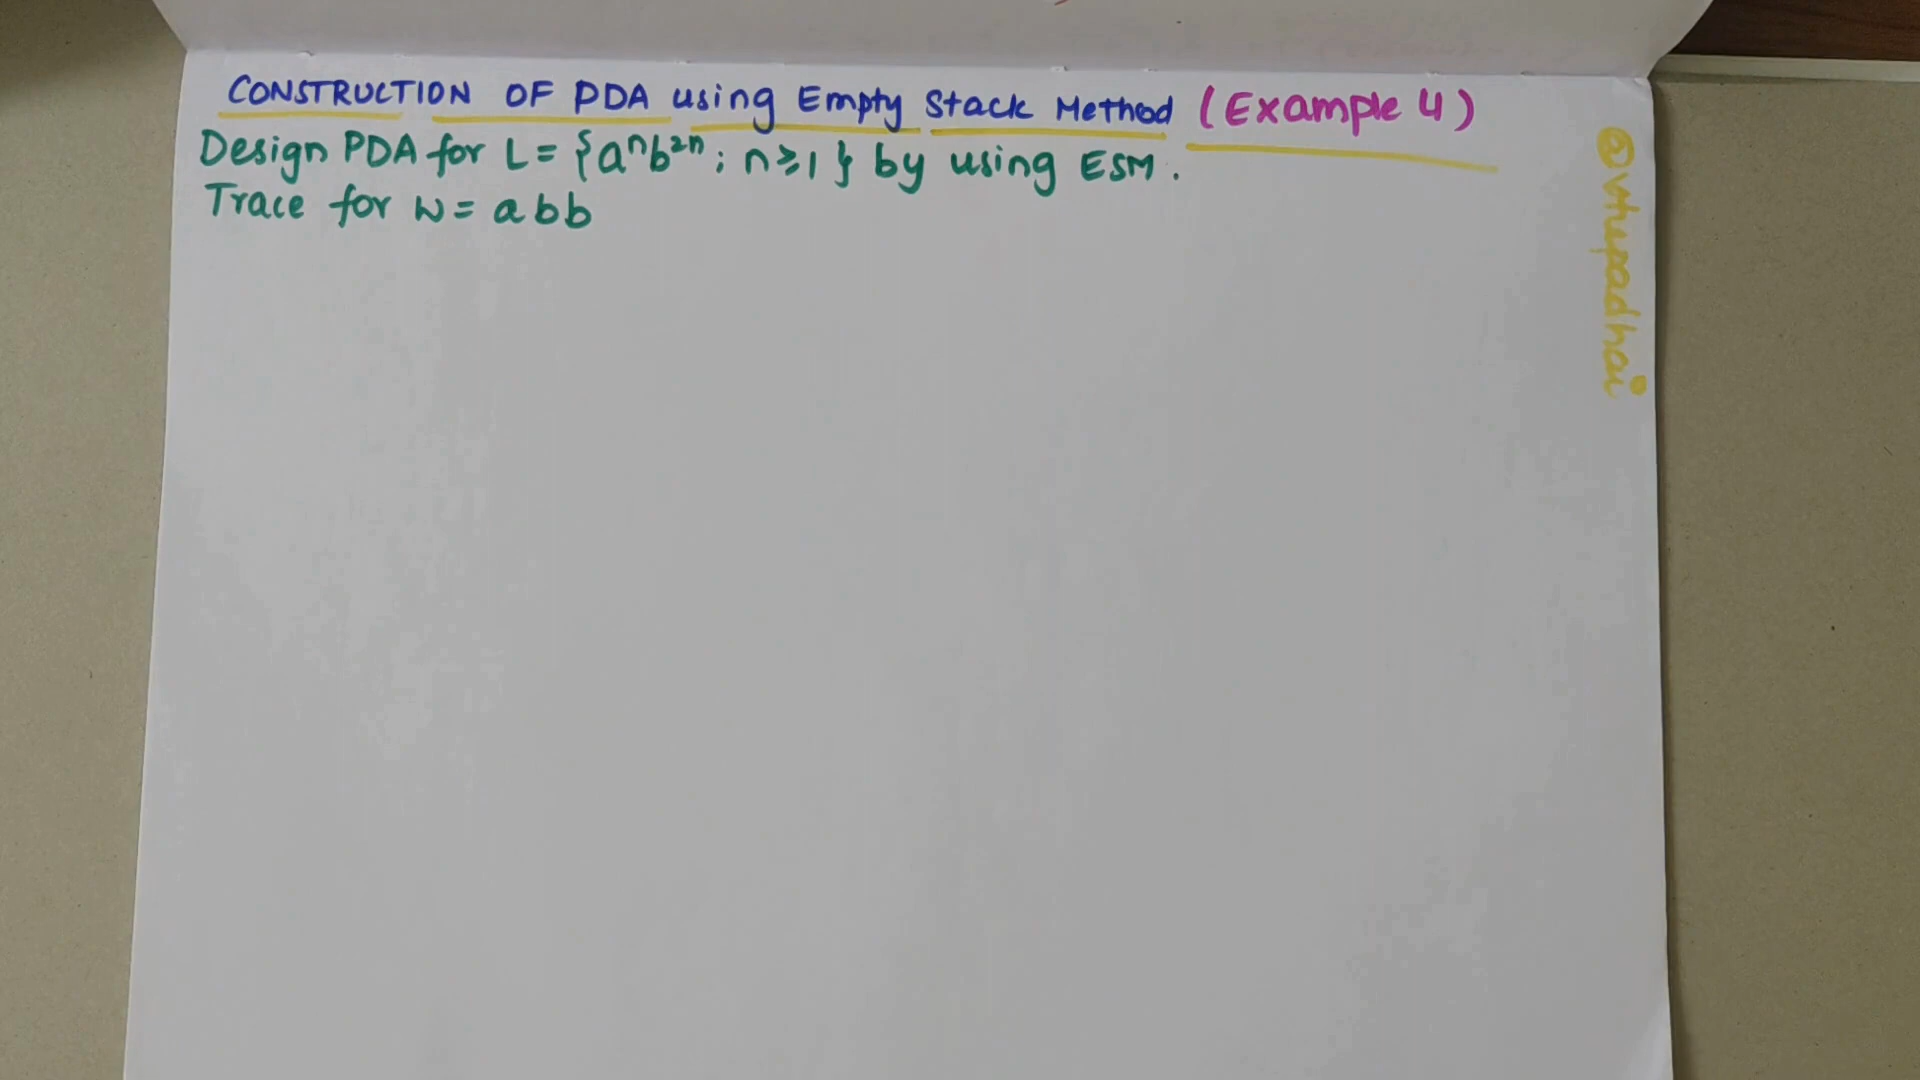 CONSTRUCTION OF PDA using Empty Stack Method (Example 4)
Design PDA for L = {aⁿb²ⁿ ; n ≥ 1} by using ESM.
Trace for w = abb
@vthepadhai